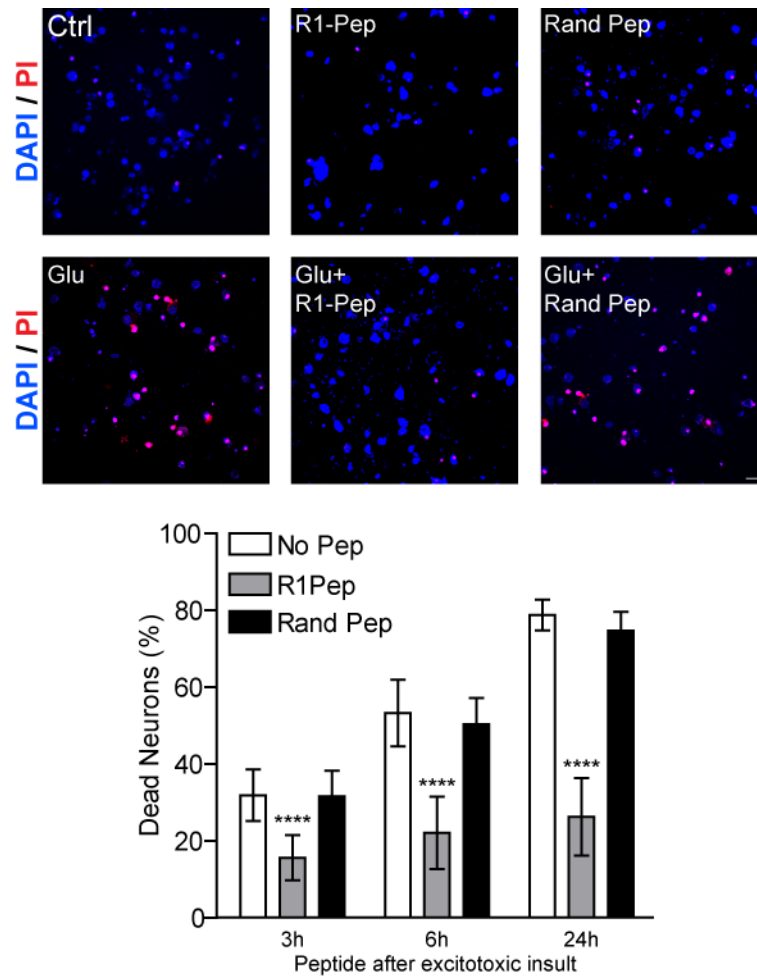 Ctrl
R1-Pep
Rand Pep
DAPI / PI
Glu
Glu+
R1-Pep
Glu+
Rand Pep
DAPI / PI
100
80
60
40
20
0
Dead Neurons (%)
No Pep
R1Pep
Rand Pep
****
****
****
3h
6h
24h
Peptide after excitotoxic insult